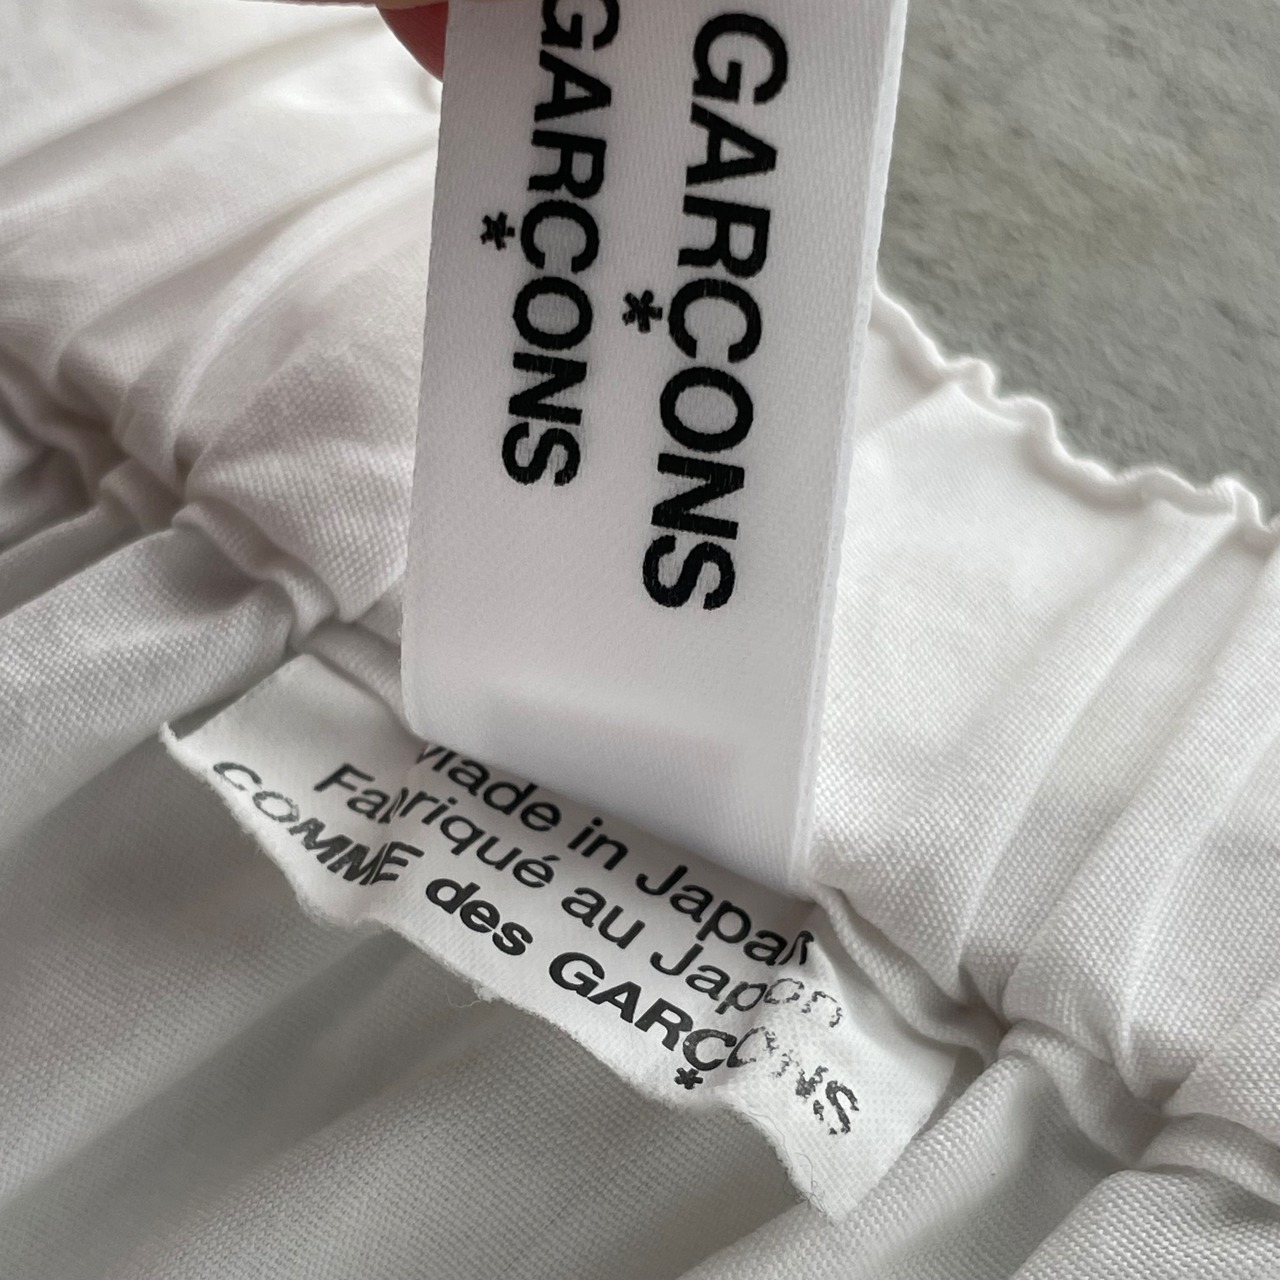 GARÇONS
GARÇONS
Made in Japan
Fabriqué au Japon
COMME des GARÇONS